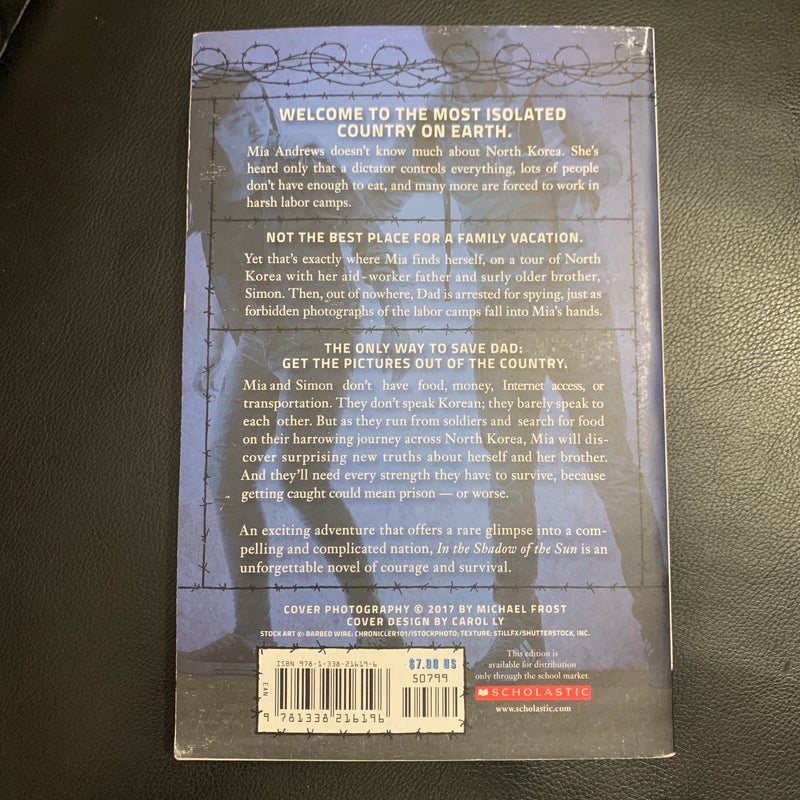 WELCOME TO THE MOST ISOLATED
COUNTRY ON EARTH.
Mia Andrews doesn't know much about North Korea. She's
heard only that a dictator controls everything, lots of people
don't have enough to eat, and many more are forced to work in
harsh labor camps.
NOT THE BEST PLACE FOR A FAMILY VACATION.
Yet that's exactly where Mia finds herself, on a tour of North
Korea with her aid-worker father and surly older brother,
Simon. Then, out of nowhere, Dad is arrested for spying, just as
forbidden photographs of the labor camps fall into Mia's hands.
THE ONLY WAY TO SAVE DAD:
GET THE PICTURES OUT OF THE COUNTRY.
Mia and Simon don't have food, money, Internet access, or
transportation. They don't speak Korean; they barely speak to
each other. But as they run from soldiers and search for food
on their harrowing journey across North Korea, Mia will dis-
cover surprising new truths about herself and her brother.
And they'll need every strength they have to survive, because
getting caught could mean prison — or worse.
An exciting adventure that offers a rare glimpse into a com-
pelling and complicated nation, In the Shadow of the Sun is an
unforgettable novel of courage and survival.
COVER PHOTOGRAPHY © 2017 BY MICHAEL FROST
COVER DESIGN BY CAROL LY
STOCK ART ©: BARBED WIRE: CHRONICLER101/ISTOCKPHOTO; TEXTURE: STILLFX/SHUTTERSTOCK, INC.
ISBN 978-1-338-21619-6
$7.99 US
50799
EAN
9 781338 216196
This edition is
available for distribution
only through the school market.
SCHOLASTIC
www.scholastic.com